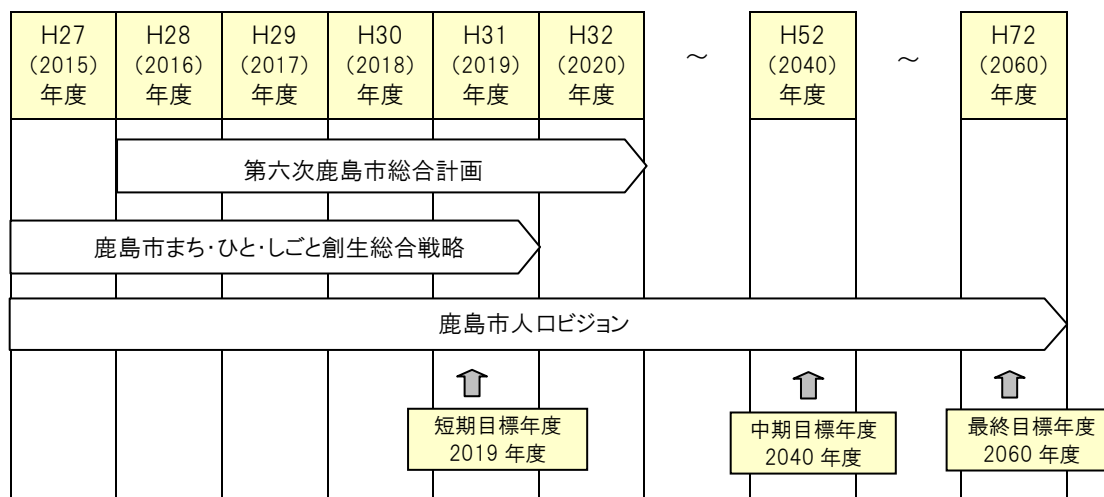 H27
（2015）
年度
H28
（2016）
年度
H29
（2017）
年度
H30
（2018）
年度
H31
（2019）
年度
H32
（2020）
年度
～
H52
（2040）
年度
～
H72
（2060）
年度
第六次鹿島市総合計画
鹿島市まち・ひと・しごと創生総合戦略
鹿島市人口ビジョン
短期目標年度
2019 年度
中期目標年度
2040 年度
最終目標年度
2060 年度